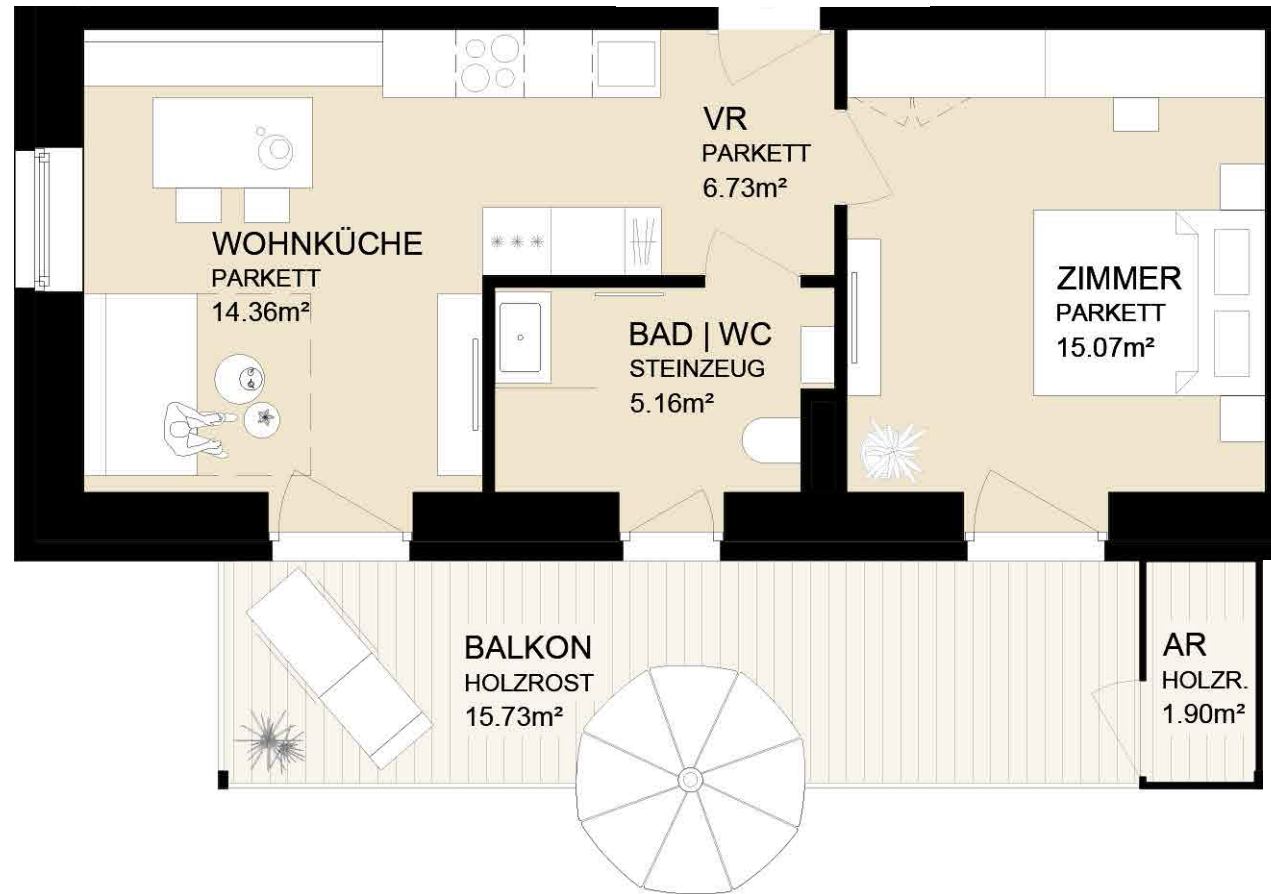 VR
PARKETT
6.73m²
WOHNKÜCHE
PARKETT
14.36m²
ZIMMER
PARKETT
15.07m²
BAD | WC
STEINZEUG
5.16m²
BALKON
HOLZROST
15.73m²
AR
HOLZR.
1.90m²